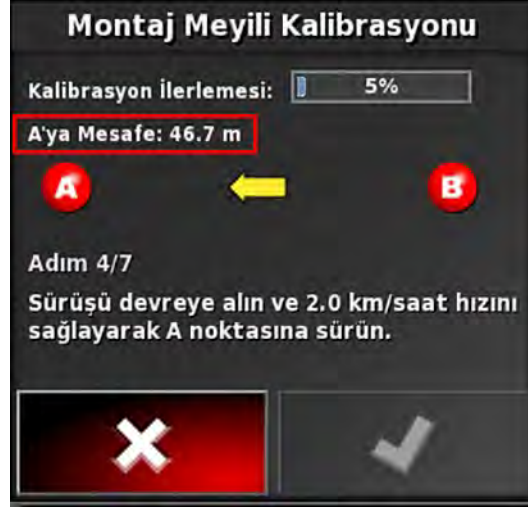 Montaj Meyili Kalibrasyonu
Kalibrasyon İlerlemesi: 5%
A'ya Mesafe: 46.7 m
A B
Adım 4/7
Sürüşü devreye alın ve 2.0 km/saat hızını
sağlayarak A noktasına sürün.